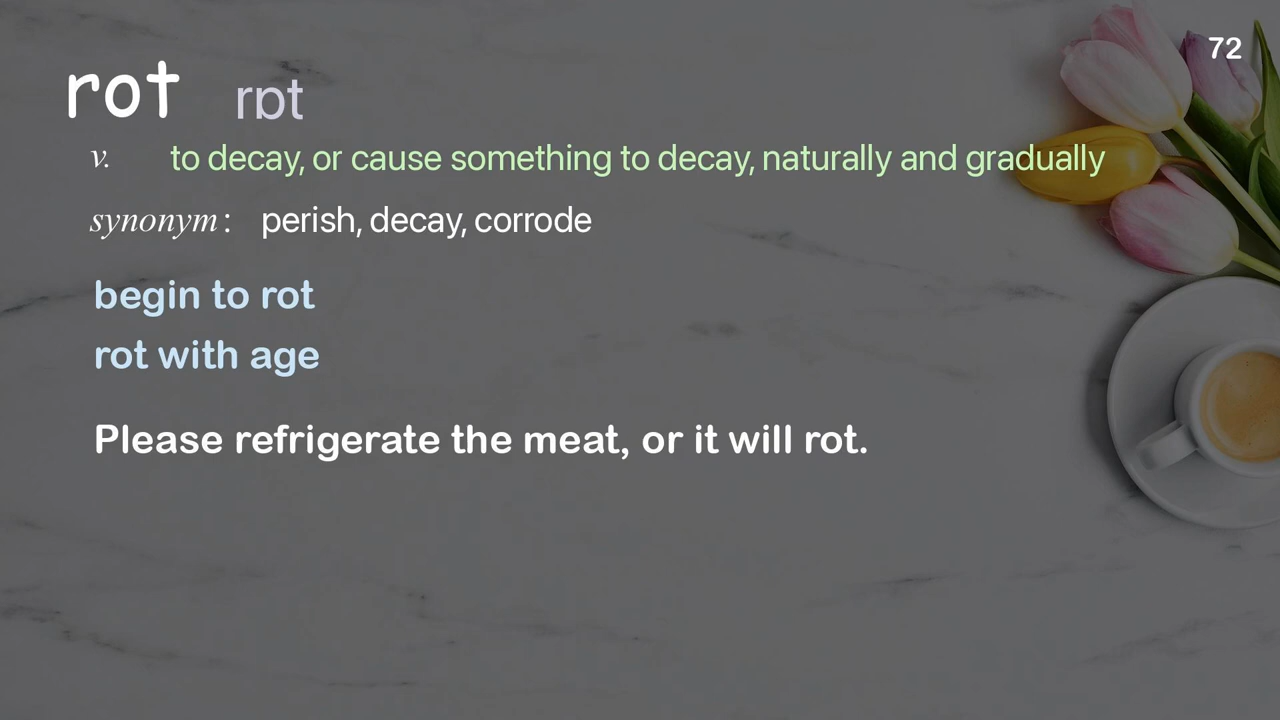 72
rot rɒt
v. to decay, or cause something to decay, naturally and gradually
synonym: perish, decay, corrode
begin to rot
rot with age
Please refrigerate the meat, or it will rot.